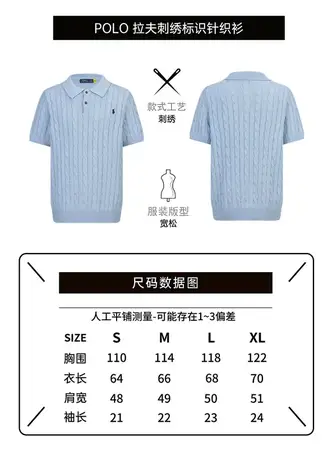 POLO 拉夫刺绣标识针织衫
款式工艺
刺绣
服装版型
宽松
尺码数据图
人工平铺测量-可能存在1~3偏差
SIZE S M L XL
胸围 110 114 118 122
衣长 64 66 68 70
肩宽 48 49 50 51
袖长 21 22 23 24